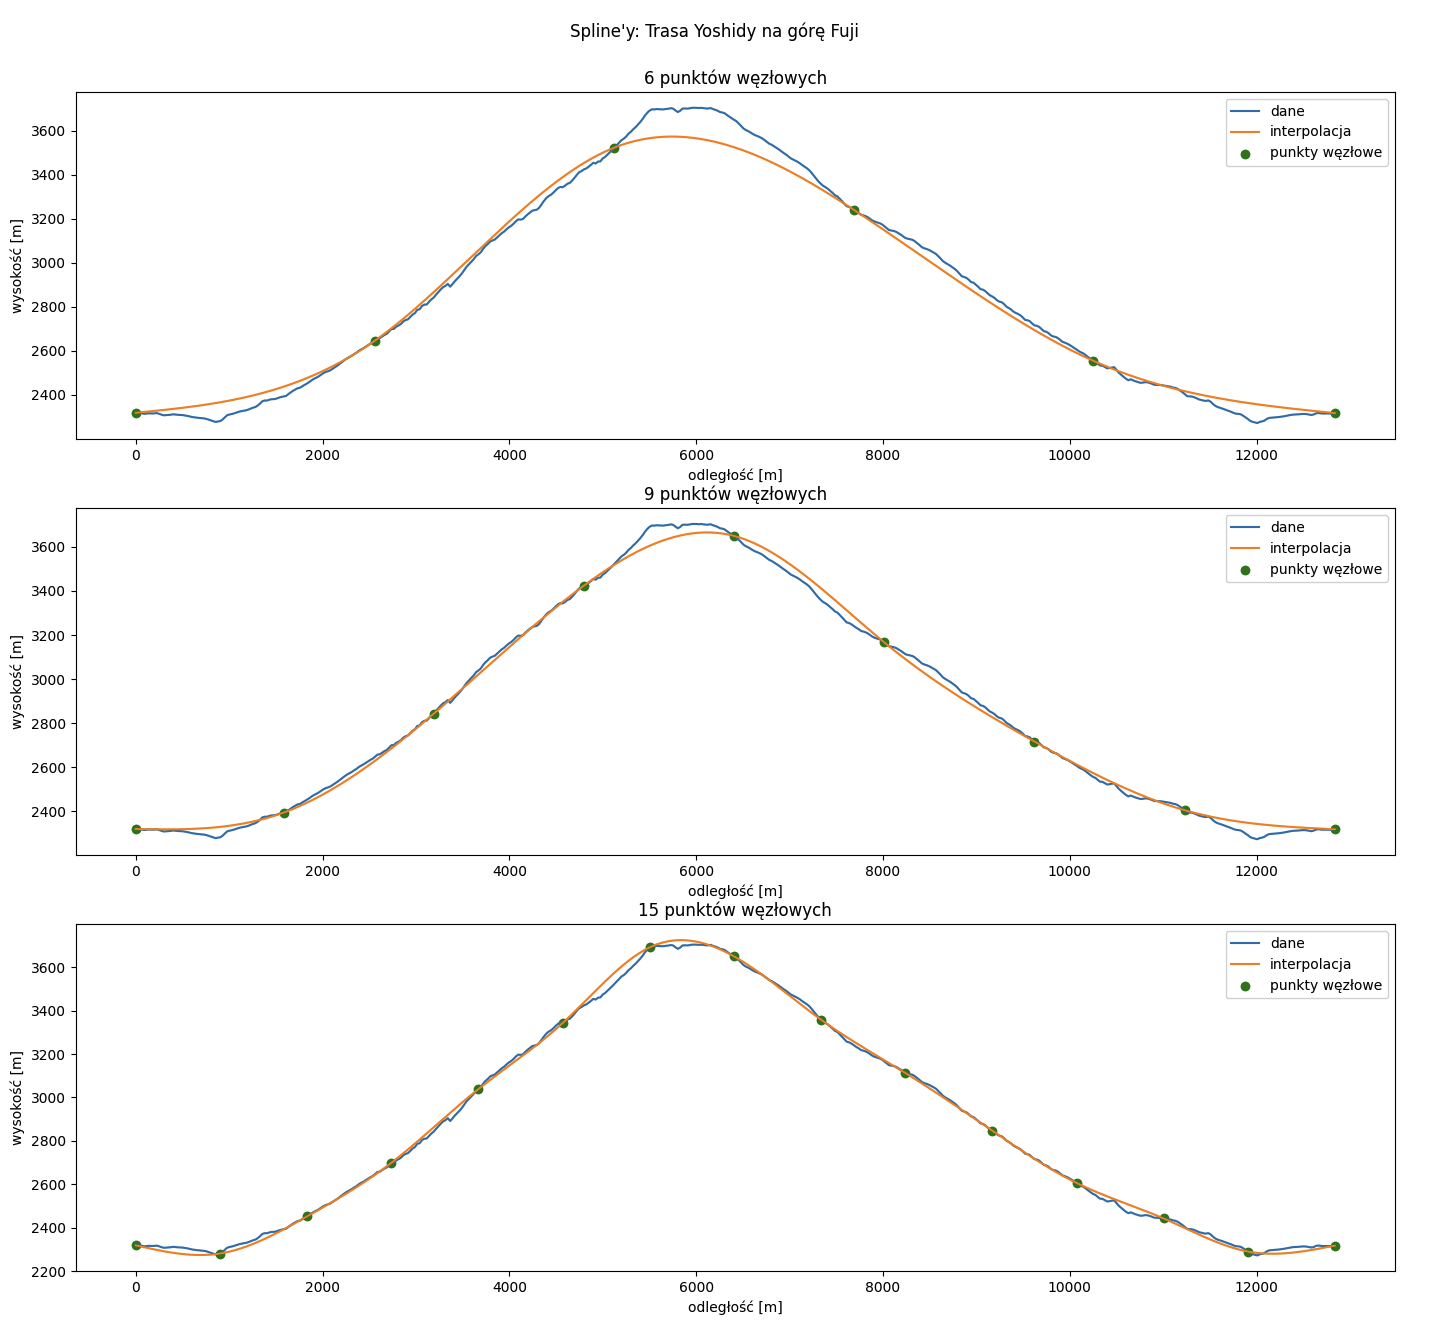 Spline'y: Trasa Yoshidy na górę Fuji
6 punktów węzłowych
dane
interpolacja
punkty węzłowe
3600
3400
3200
3000
2800
2600
2400
wysokość [m]
0 2000 4000 6000 8000 10000 12000
odległość [m]
9 punktów węzłowych
dane
interpolacja
punkty węzłowe
3600
3400
3200
3000
2800
2600
2400
wysokość [m]
0 2000 4000 6000 8000 10000 12000
odległość [m]
15 punktów węzłowych
dane
interpolacja
punkty węzłowe
3600
3400
3200
3000
2800
2600
2400
2200
wysokość [m]
0 2000 4000 6000 8000 10000 12000
odległość [m]